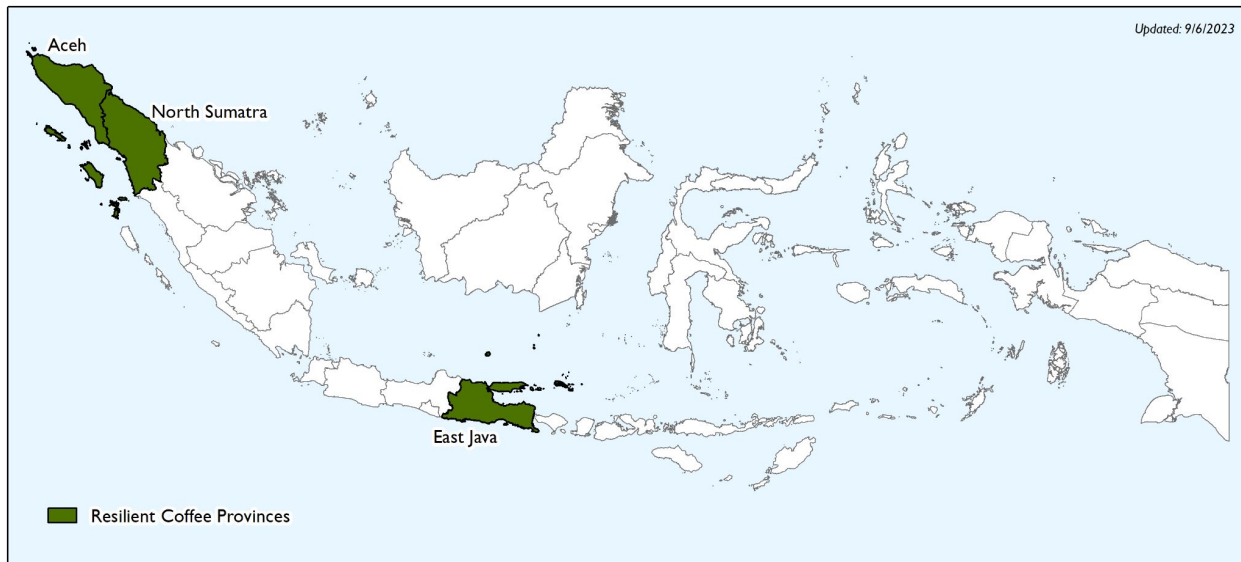 Updated: 9/6/2023
Aceh
North Sumatra
East Java
Resilient Coffee Provinces